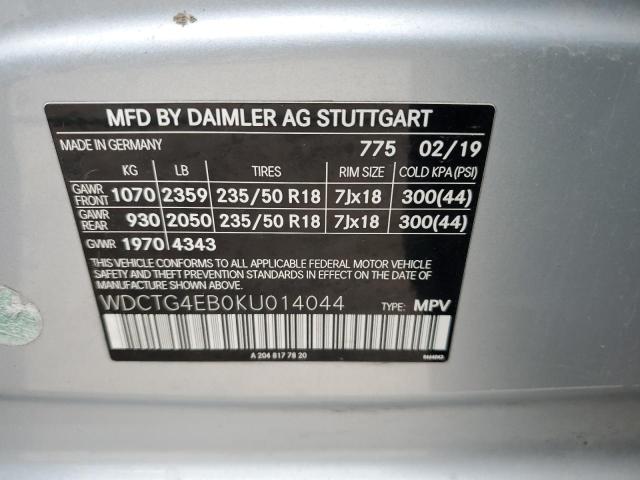 MFD BY DAIMLER AG STUTTGART
MADE IN GERMANY 775 02/19
KG LB TIRES RIM SIZE COLD KPA (PSI)
GAWR FRONT 1070 2359 235/50 R18 7Jx18 300(44)
GAWR REAR 930 2050 235/50 R18 7Jx18 300(44)
GVWR 1970 4343
THIS VEHICLE CONFORMS TO ALL APPLICABLE FEDERAL MOTOR VEHICLE
SAFETY, BUMPER, AND THEFT PREVENTION STANDARDS IN EFFECT ON THE
DATE OF MANUFACTURE SHOWN ABOVE.
WDCTG4EB0KU014044 TYPE: MPV
A 204 817 78 20